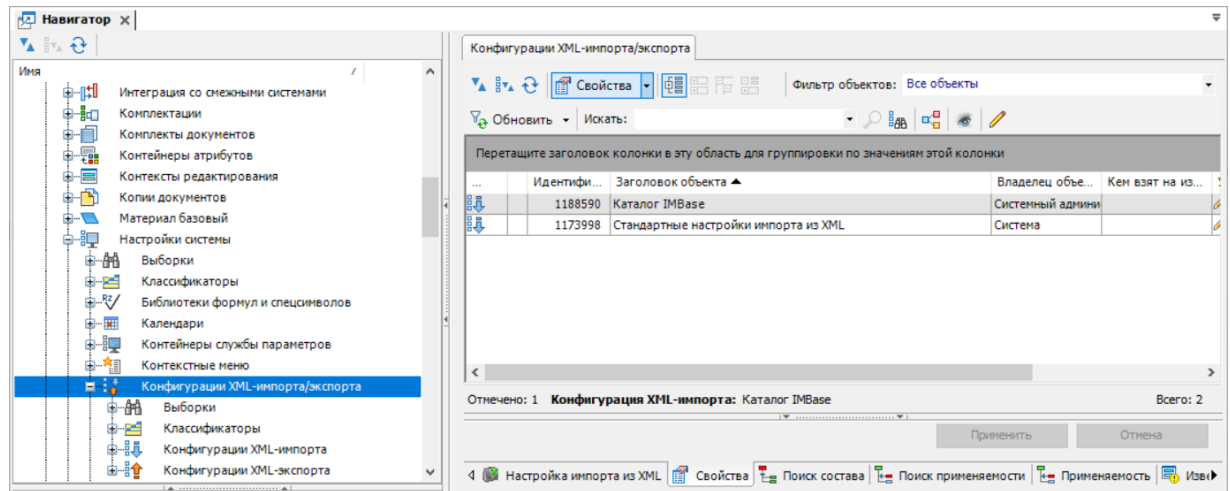 Навигатор
Имя
Интеграция со смежными системами
Комплектации
Комплекты документов
Контейнеры атрибутов
Контексты редактирования
Копии документов
Материал базовый
Настройки системы
Выборки
Классификаторы
Библиотеки формул и спецсимволов
Календари
Контейнеры службы параметров
Контекстные меню
Конфигурации XML-импорта/экспорта
Выборки
Классификаторы
Конфигурации XML-импорта
Конфигурации XML-экспорта
Конфигурации XML-импорта/экспорта
Свойства Фильтр объектов: Все объекты
Обновить Искать:
Перетащите заголовок колонки в эту область для группировки по значениям этой колонки
... Идентифи... Заголовок объекта Владелец объе... Кем взят на из...
1188590 Каталог IMBase Системный админи
1173998 Стандартные настройки импорта из XML Система
Отмечено: 1 Конфигурация XML-импорта: Каталог IMBase Всего: 2
Применить Отмена
Настройка импорта из XML Свойства Поиск состава Поиск применяемости Применяемость Изве